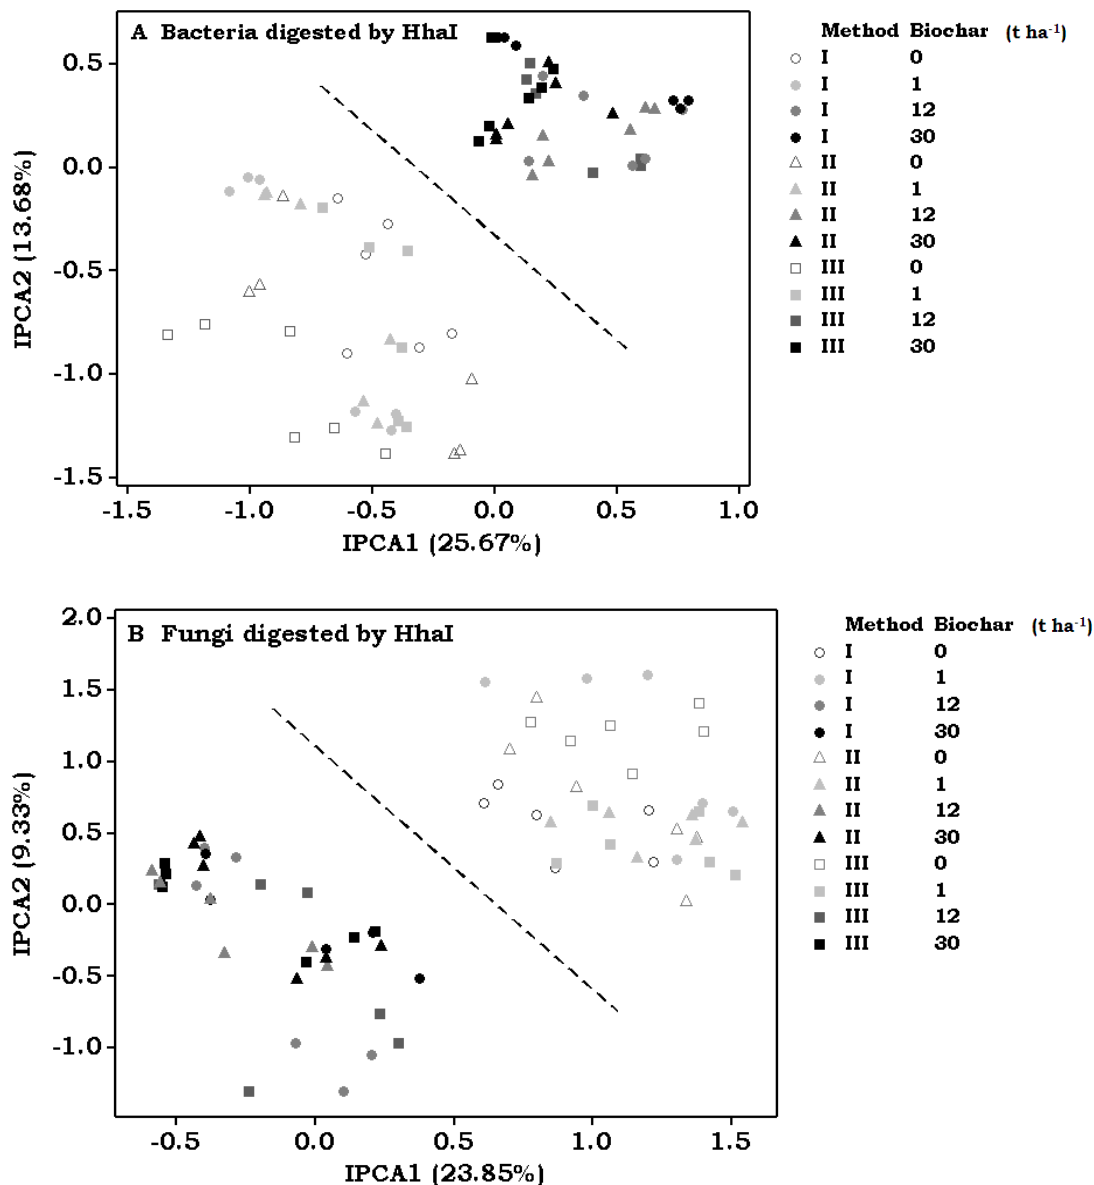 A Bacteria digested by HhaI
Method Biochar (t ha⁻¹)
I 0
I 1
I 12
I 30
II 0
II 1
II 12
II 30
III 0
III 1
III 12
III 30
0.5
0.0
-0.5
-1.0
-1.5
IPCA2 (13.68%)
-1.5 -1.0 -0.5 0.0 0.5 1.0
IPCA1 (25.67%)
B Fungi digested by HhaI
Method Biochar (t ha⁻¹)
I 0
I 1
I 12
I 30
II 0
II 1
II 12
II 30
III 0
III 1
III 12
III 30
2.0
1.5
1.0
0.5
0.0
-0.5
-1.0
IPCA2 (9.33%)
-0.5 0.0 0.5 1.0 1.5
IPCA1 (23.85%)